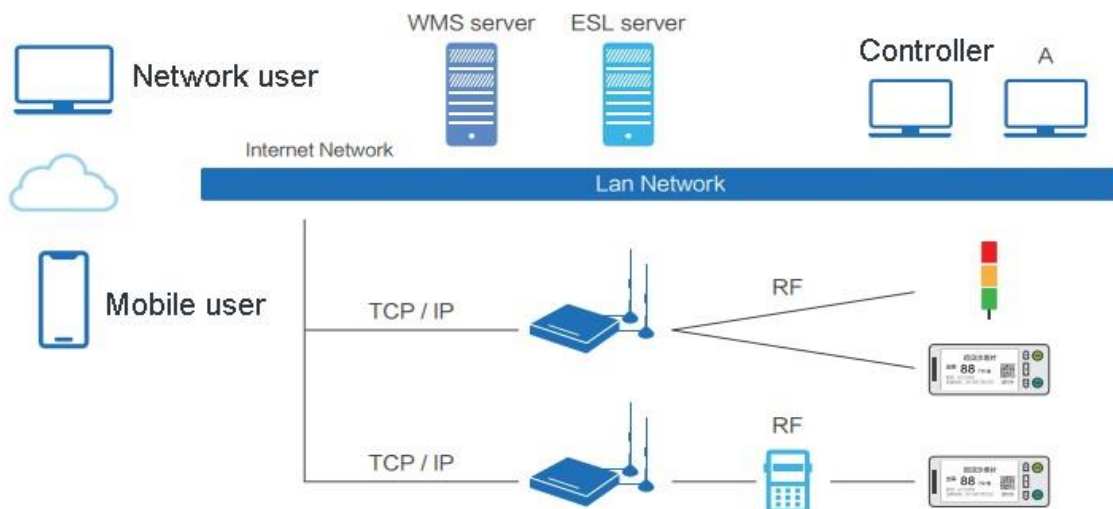 WMS server
ESL server
Network user
Controller
A
Internet Network
Lan Network
Mobile user
TCP / IP
RF
88
TCP / IP
RF
88